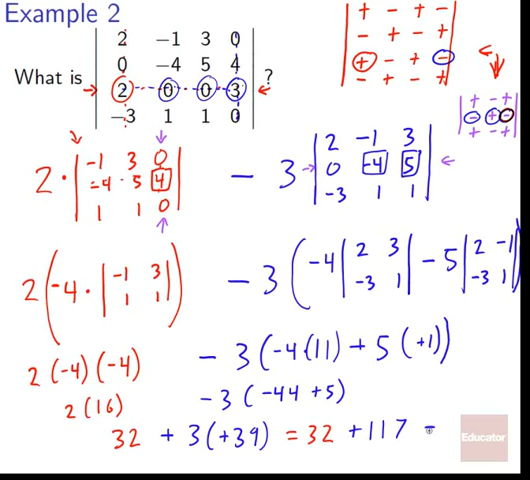 Example 2
+ - + -
- + - +
+ - + -
- + - +
What is | 2 -1 3 0 |
| 0 -4 5 4 |
| 2 0 0 3 | ?
| -3 1 1 0 |
- +
- + -
+ - +
2 · | -1 3 0 |
| -4 5 4 |
| 1 1 0 |
- 3 | 2 -1 3 |
| 0 -4 5 |
| -3 1 1 |
2 ( -4 · | -1 3 |
| 1 1 | )
- 3 ( -4 | 2 3 |
| -3 1 | - 5 | 2 -1 |
| -3 1 | )
2 (-4) (-4)
- 3 (-4 (11) + 5 (+1))
2 (16)
-3 ( -44 + 5)
32 + 3 (+39) = 32 + 117 =
Educator